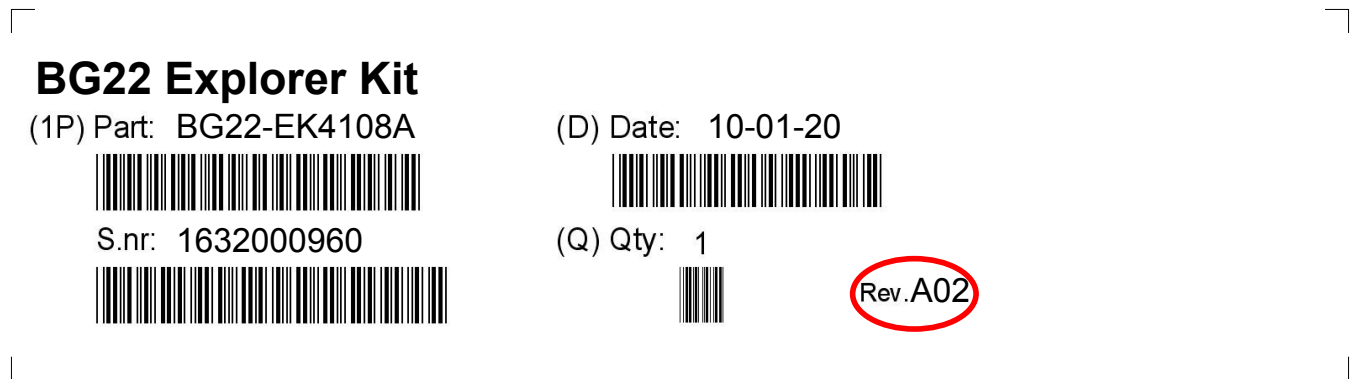 BG22 Explorer Kit
(1P) Part: BG22-EK4108A
(D) Date: 10-01-20
S.nr: 1632000960
(Q) Qty: 1
Rev.A02